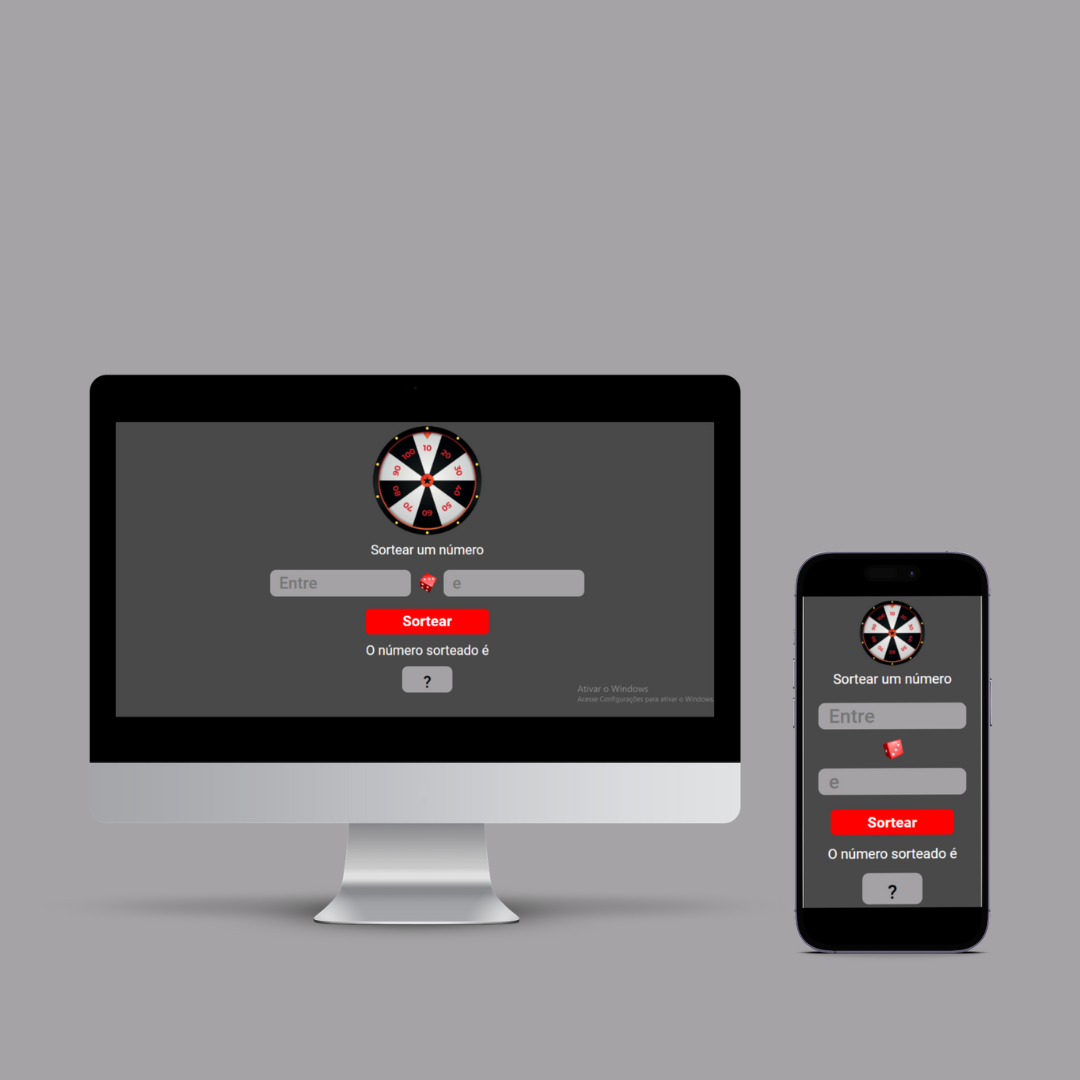 10
20
30
40
50
60
70
80
90
100
Sortear um número
Entre
e
Sortear
O número sorteado é
?
Ativar o Windows
Acesse Configurações para ativar o Windows.
Sortear um número
Entre
e
Sortear
O número sorteado é
?